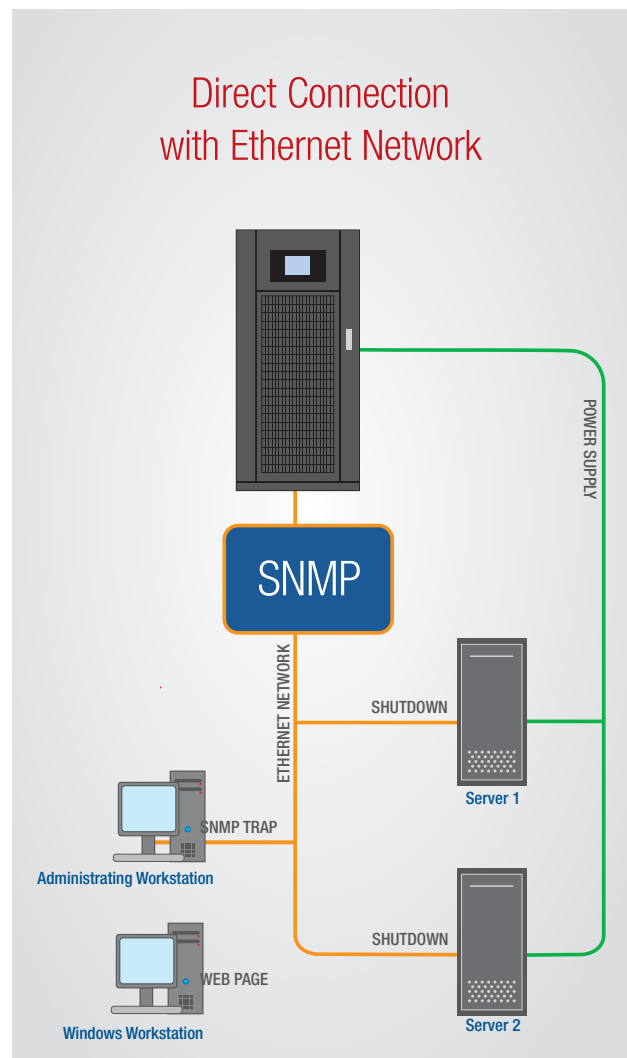 Direct Connection
with Ethernet Network
POWER SUPPLY
SNMP
ETHERNET NETWORK
SHUTDOWN
Server 1
SNMP TRAP
Administrating Workstation
SHUTDOWN
WEB PAGE
Server 2
Windows Workstation